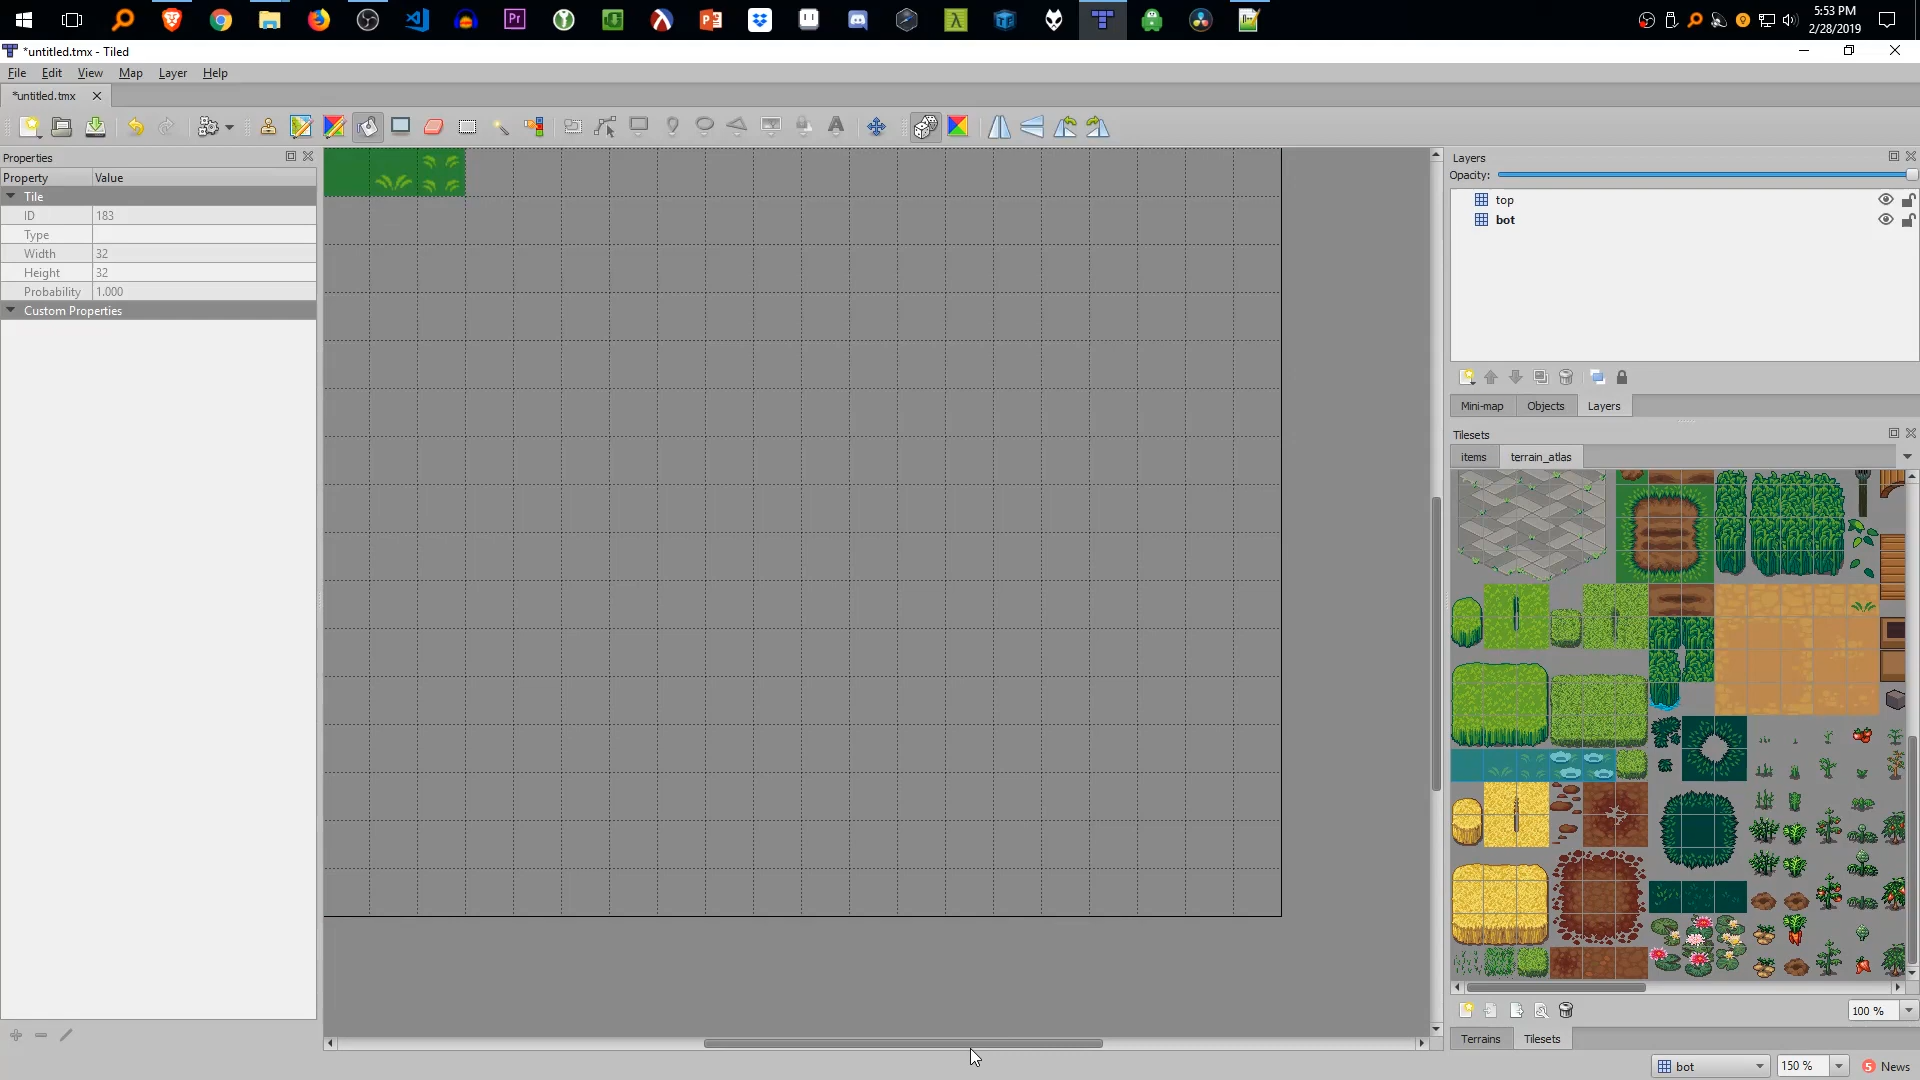 Pr
5:53 PM
2/28/2019
*untitled.tmx - Tiled
File Edit View Map Layer Help
*untitled.tmx
Properties
Property Value
Tile
ID 183
Type
Width 32
Height 32
Probability 1.000
Custom Properties
Layers
Opacity:
top
bot
Mini-map Objects Layers
Tilesets
items terrain_atlas
100 %
Terrains Tilesets
bot 150 % 5 News